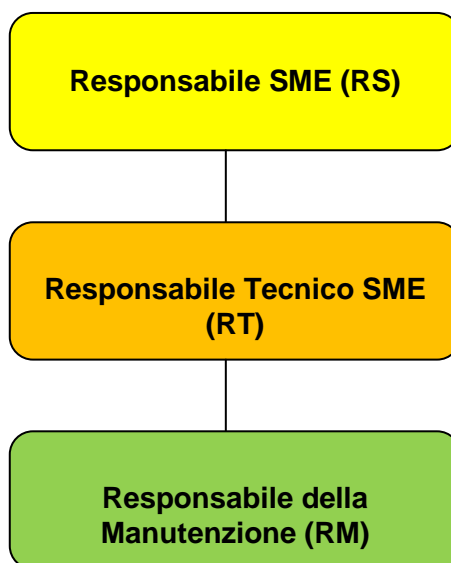 Responsabile SME (RS)
Responsabile Tecnico SME
(RT)
Responsabile della
Manutenzione (RM)